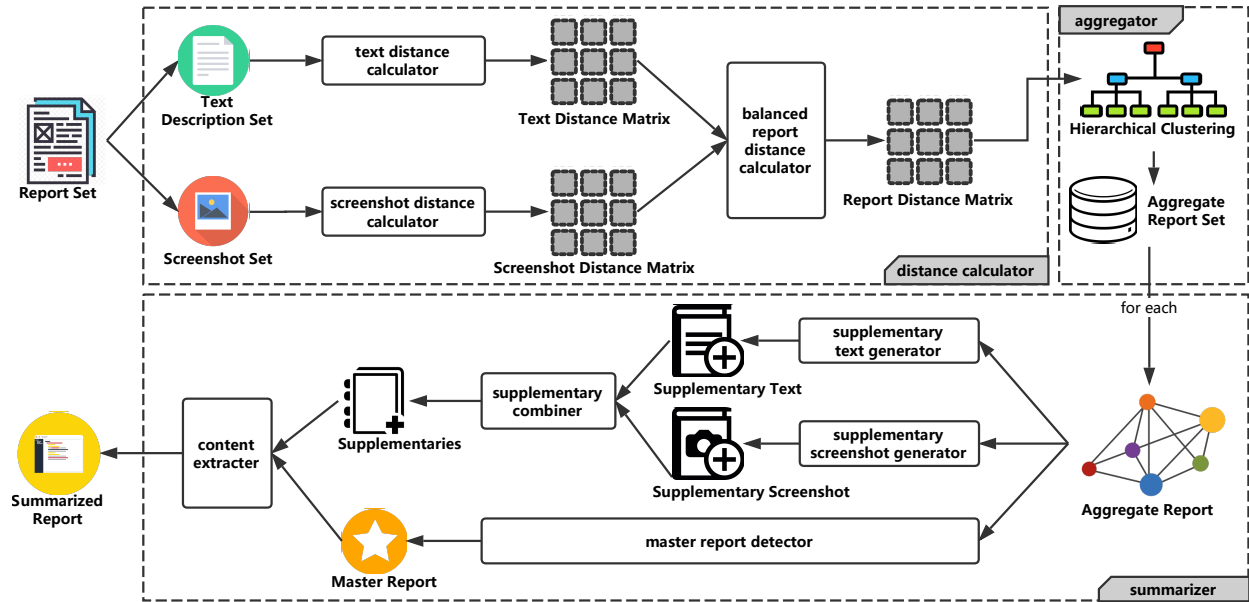 aggregator
text distance
calculator
Text
Description Set
Text Distance Matrix
balanced
report
distance
calculator
Hierarchical Clustering
Report Set
screenshot distance
calculator
Report Distance Matrix
Aggregate
Report Set
Screenshot Set
Screenshot Distance Matrix
distance calculator
for each
supplementary
text generator
Supplementary Text
supplementary
combiner
Supplementaries
supplementary
screenshot generator
Supplementary Screenshot
content
extracter
Summarized
Report
Aggregate Report
master report detector
Master Report
summarizer